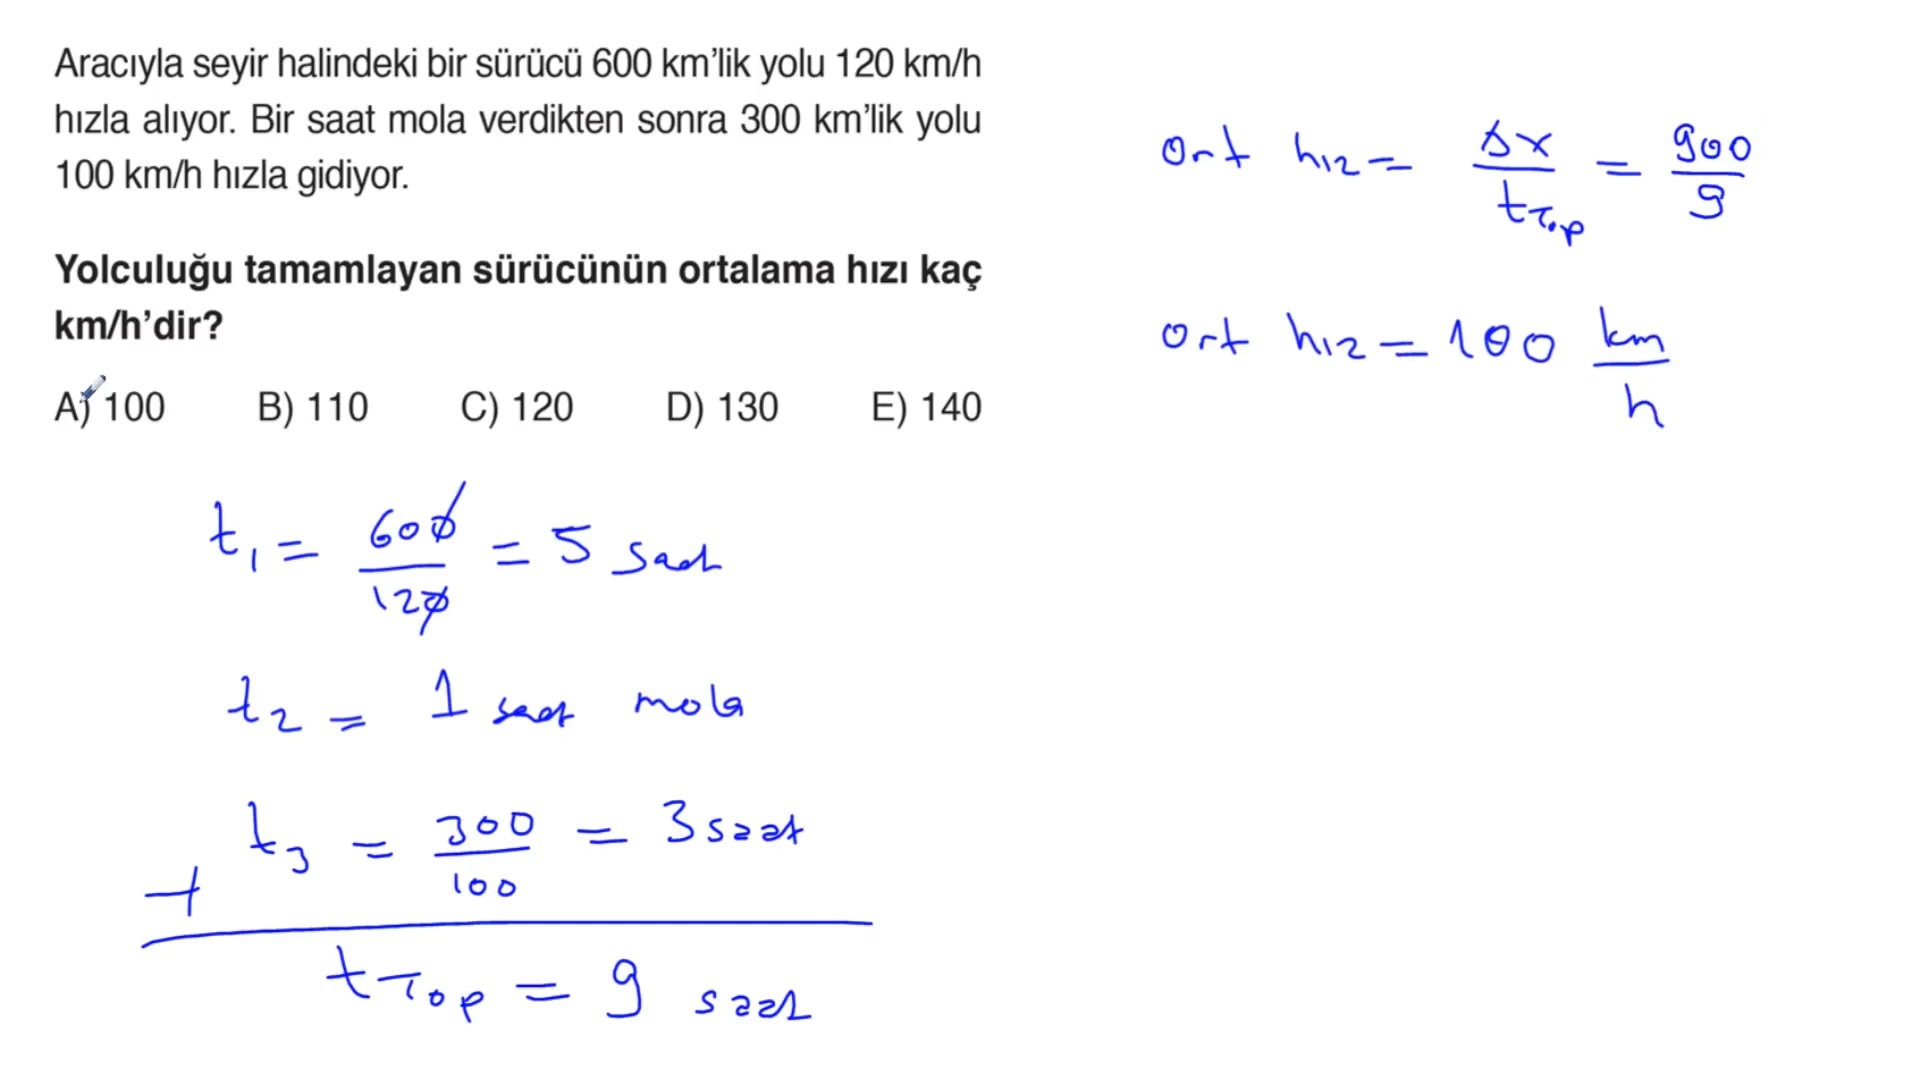 Aracıyla seyir halindeki bir sürücü 600 km’lik yolu 120 km/h
hızla alıyor. Bir saat mola verdikten sonra 300 km’lik yolu
100 km/h hızla gidiyor.
Yolculuğu tamamlayan sürücünün ortalama hızı kaç
km/h’dir?
A) 100 B) 110 C) 120 D) 130 E) 140
t₁ = 600/120 = 5 saat
t₂ = 1 saat mola
t₃ = 300/100 = 3 saat
+
tTop = 9 saat
Ort hız = Δx/tTop = 900/9
Ort hız = 100 km/h